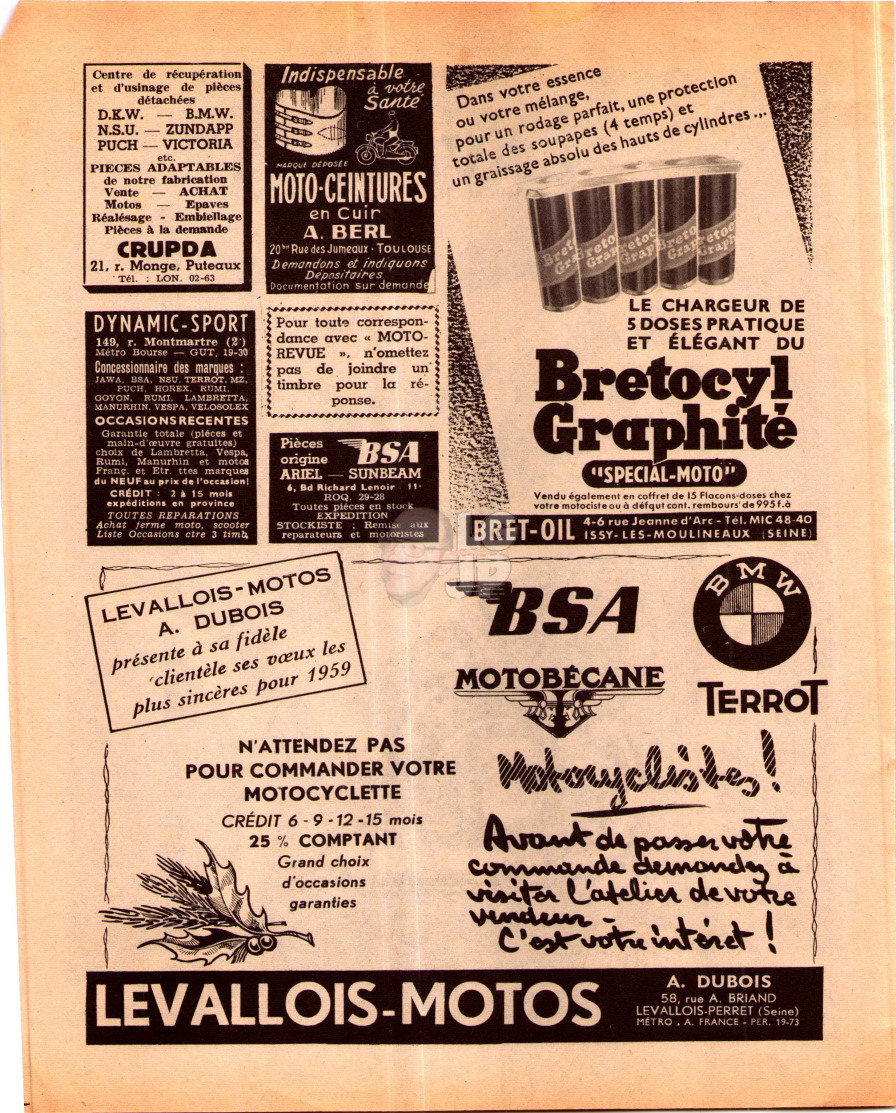 Centre de récupération
et d'usinage de pièces
détachées
D.K.W. — B.M.W.
N.S.U. — ZUNDAPP
PUCH — VICTORIA
etc.
PIECES ADAPTABLES
de notre fabrication
Vente — ACHAT
Motos — Epaves
Réalésage - Embiellage
Pièces à la demande
CRUPDA
21, r. Monge, Puteaux
Tél. : LON. 02-63
Indispensable
à votre
Santé
MARQUE DÉPOSÉE
MOTO-CEINTURES
en Cuir
A. BERL
20 bis Rue des Jumeaux · TOULOUSE
Demandons et indiquons
Dépositaires
Documentation sur demande
Dans votre essence
ou votre mélange,
pour un rodage parfait, une protection
totale des soupapes (4 temps) et
un graissage absolu des hauts de cylindres ...
LE CHARGEUR DE
5 DOSES PRATIQUE
ET ÉLÉGANT DU
Bretocyl
Graphité
"SPECIAL-MOTO"
Vendu également en coffret de 15 Flacons-doses chez
votre motociste ou à défaut cont. rembours' de 995 f. à
BRET-OIL 4-6 rue Jeanne d'Arc - Tél. MIC 48-40
ISSY-LES-MOULINEAUX (SEINE)
DYNAMIC-SPORT
149, r. Montmartre (2e)
Métro Bourse — GUT. 19-30
Concessionnaire des marques :
JAWA, BSA, NSU, TERROT, MZ,
PUCH, HOREX, RUMI,
GOYON, RUMI, LAMBRETTA,
MANURHIN, VESPA, VELOSOLEX
OCCASIONS RECENTES
Garantie totale (pièces et
main-d'œuvre gratuites)
choix de Lambretta, Vespa,
Rumi, Manurhin et motos
Franç. et Etr. ttes marques
du NEUF au prix de l'occasion!
CRÉDIT : 2 à 15 mois
expéditions en province
TOUTES REPARATIONS
Achat ferme moto, scooter
Liste Occasions ctre 3 timb.
Pour toute correspon-
dance avec « MOTO-
REVUE », n'omettez
pas de joindre un
timbre pour la ré-
ponse.
Pièces
origine BSA
ARIEL — SUNBEAM
6, Bd Richard Lenoir - 11e
ROQ. 29-28
Toutes pièces en stock
EXPEDITION
STOCKISTE : Remise aux
reparateurs et motoristes
LEVALLOIS-MOTOS
A. DUBOIS
présente à sa fidèle
clientèle ses vœux les
plus sincères pour 1959
BSA
BMW
MOTOBÉCANE
TERROT
N'ATTENDEZ PAS
POUR COMMANDER VOTRE
MOTOCYCLETTE
CRÉDIT 6 - 9 - 12 - 15 mois
25 % COMPTANT
Grand choix
d'occasions
garanties
Motocyclistes !
Avant de passer votre
commande demandez à
visiter l'atelier de votre
vendeur -
C'est votre intéret !
LEVALLOIS-MOTOS
A. DUBOIS
58, rue A. BRIAND
LEVALLOIS-PERRET (Seine)
MÉTRO . A. FRANCE - PER. 19-73